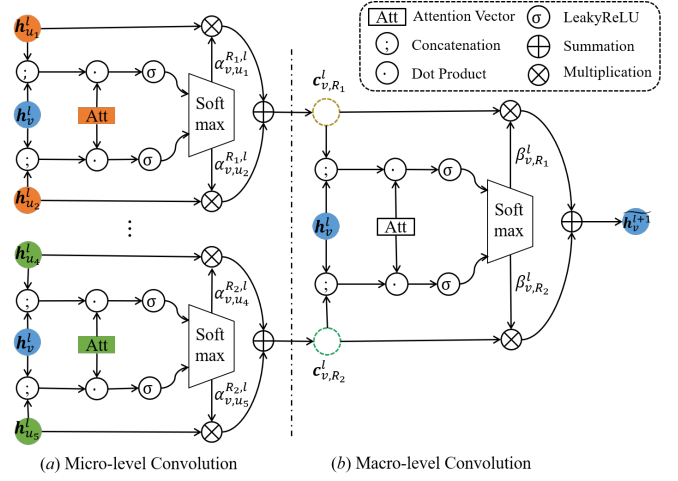 h^l_{u_1}
; · σ
α^{R_1,l}_{v,u_1}
h^l_v Att Soft max
; · σ
α^{R_1,l}_{v,u_2}
h^l_{u_2}
⋮
h^l_{u_4}
; · σ
α^{R_2,l}_{v,u_4}
h^l_v Att Soft max
; · σ
α^{R_2,l}_{v,u_5}
h^l_{u_5}
(a) Micro-level Convolution
Att Attention Vector σ LeakyReLU
; Concatenation Summation
· Dot Product Multiplication
c^l_{v,R_1}
β^l_{v,R_1}
; · σ
h^l_v Att Soft max
h^{l+1}_v
; · σ
β^l_{v,R_2}
c^l_{v,R_2}
(b) Macro-level Convolution